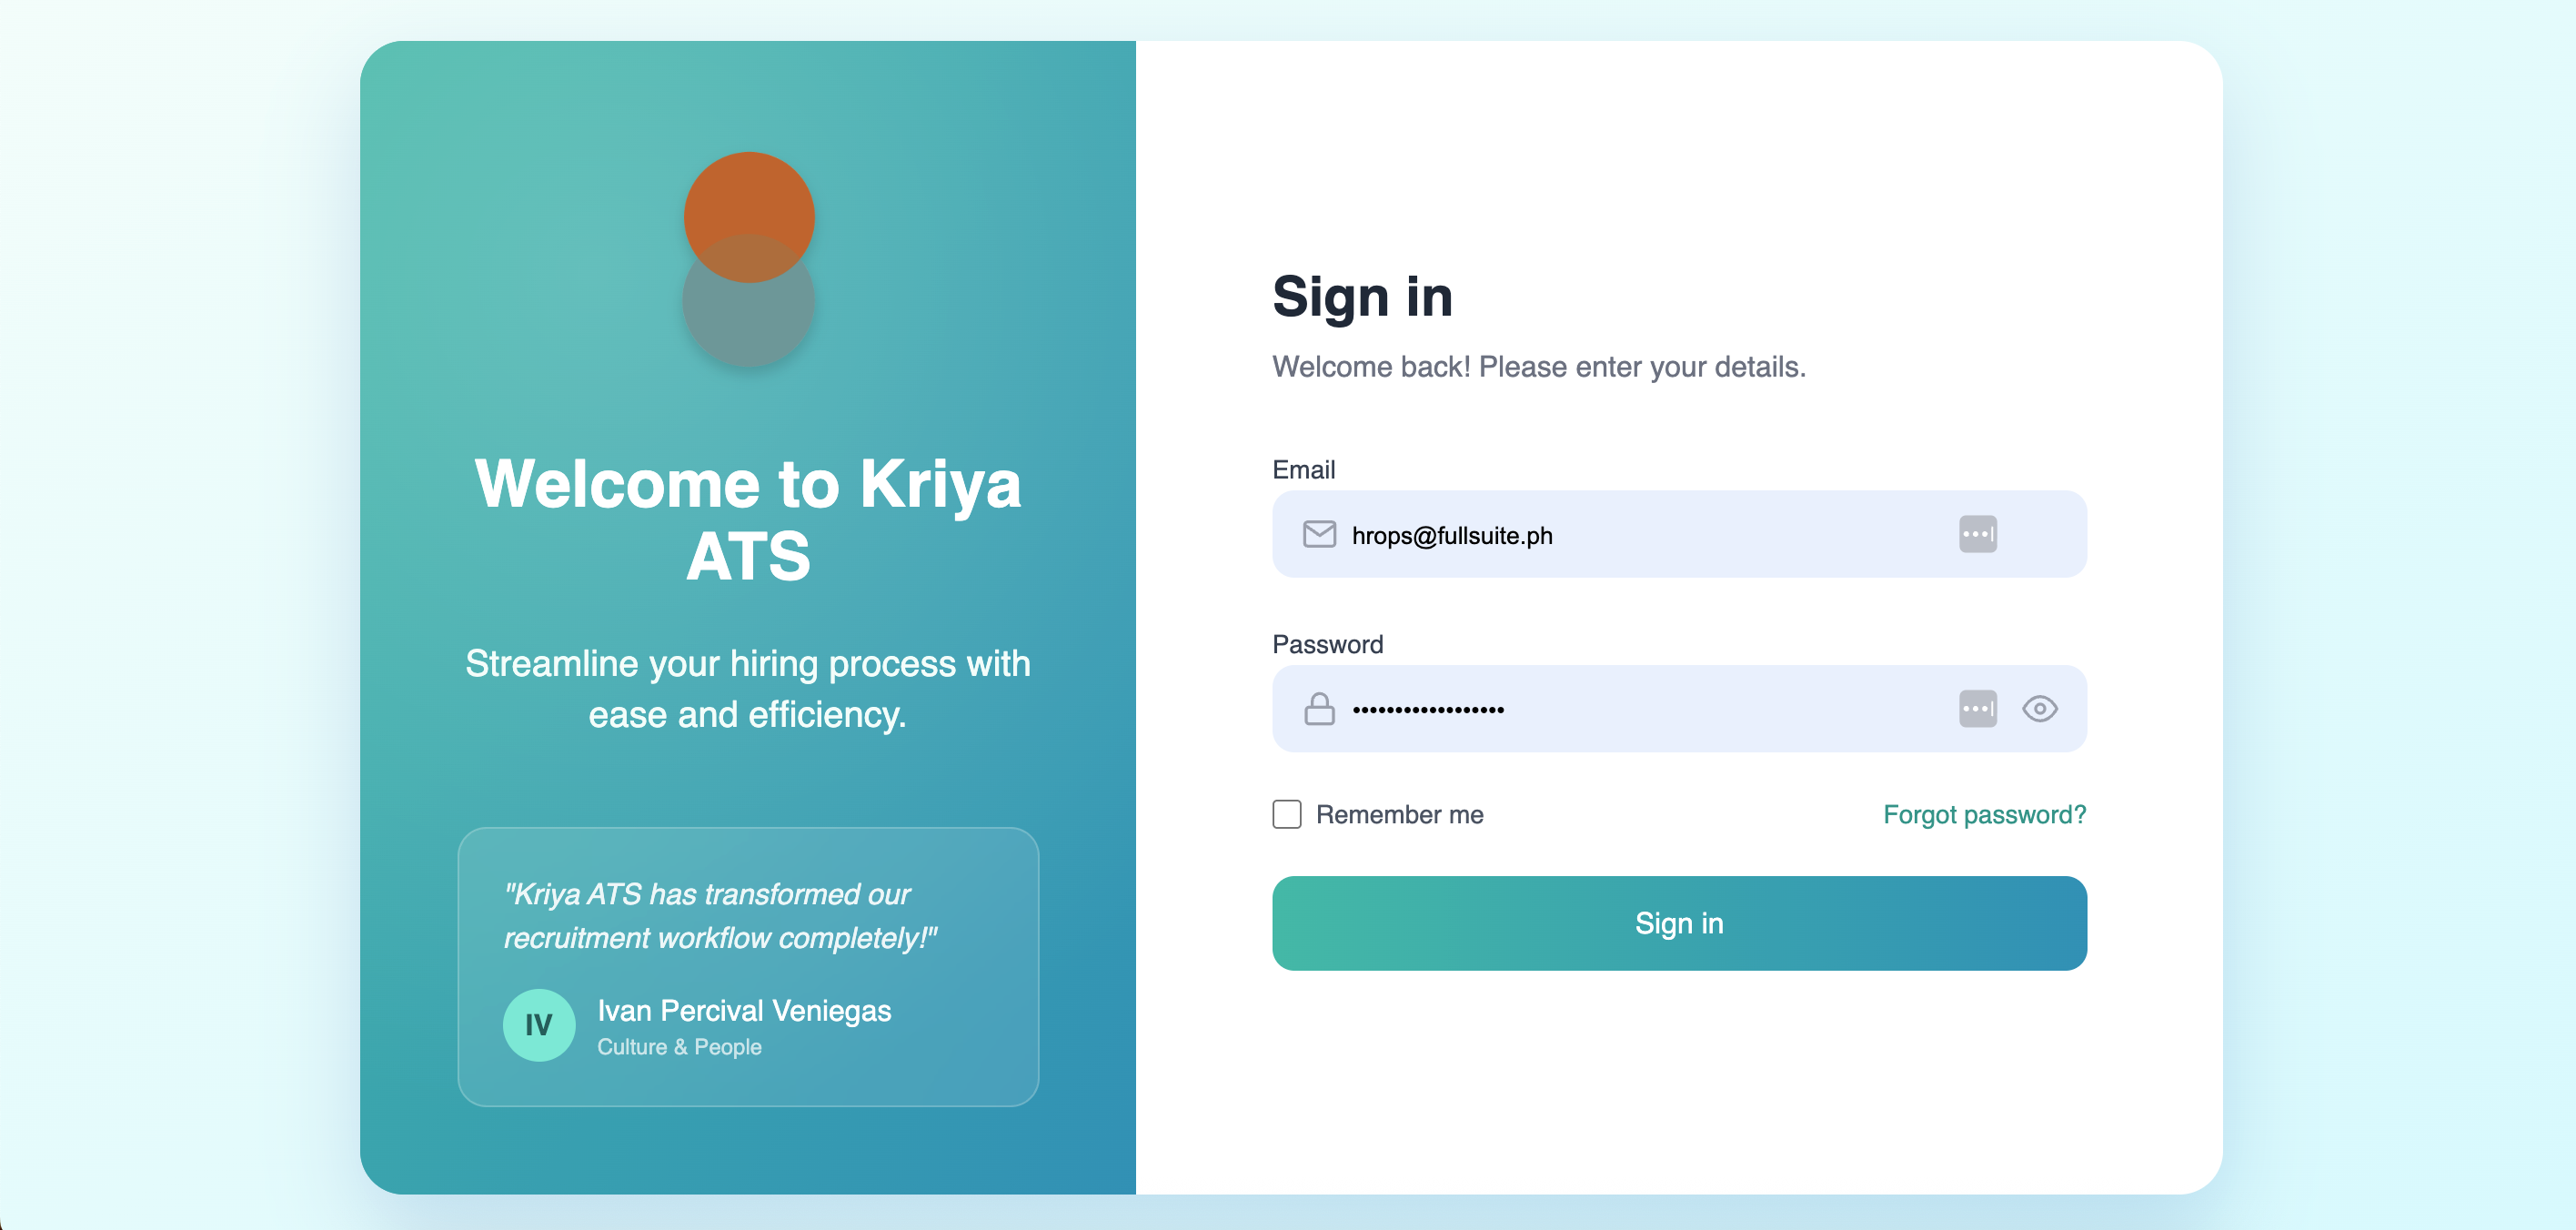 Welcome to Kriya
ATS
Streamline your hiring process with
ease and efficiency.
"Kriya ATS has transformed our
recruitment workflow completely!"
IV
Ivan Percival Veniegas
Culture & People
Sign in
Welcome back! Please enter your details.
Email
hrops@fullsuite.ph
Password
••••••••••••••••••
Remember me
Forgot password?
Sign in